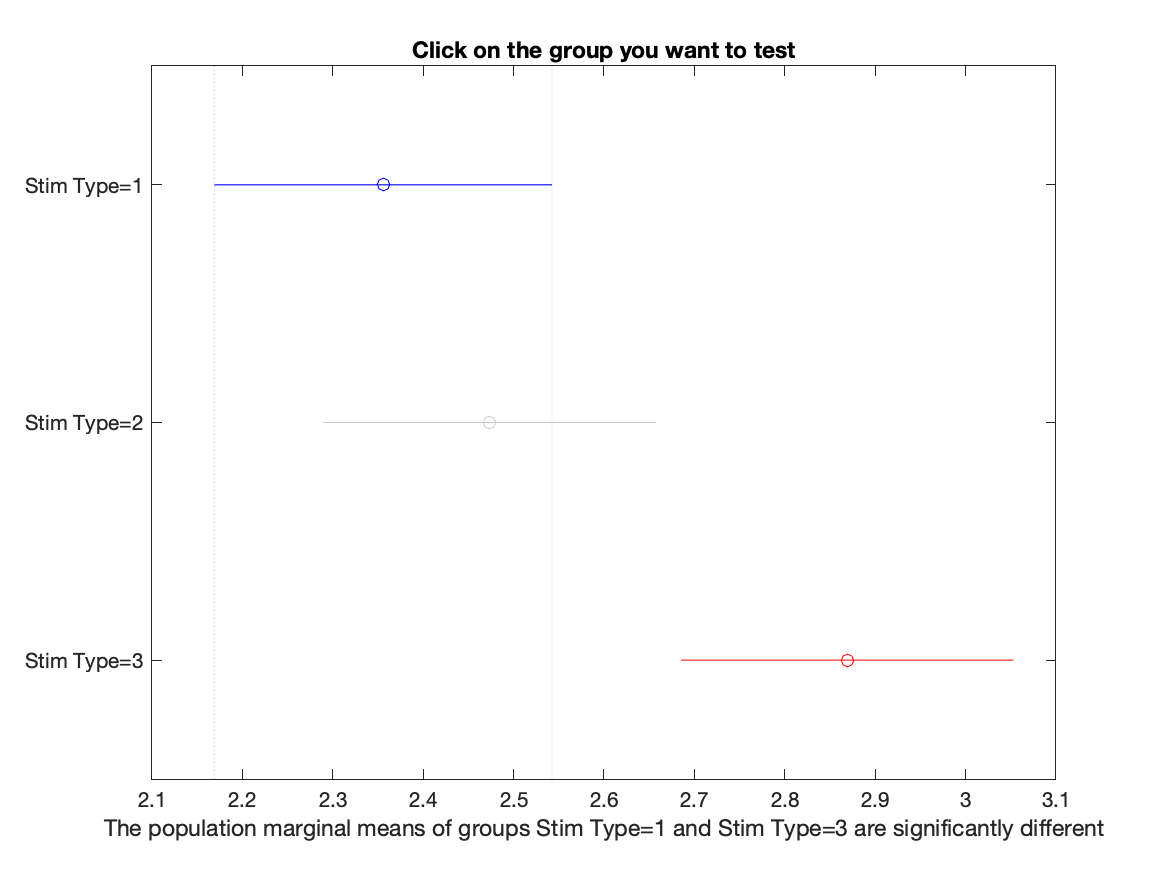 Click on the group you want to test
Stim Type=1
Stim Type=2
Stim Type=3
2.1 2.2 2.3 2.4 2.5 2.6 2.7 2.8 2.9 3 3.1
The population marginal means of groups Stim Type=1 and Stim Type=3 are significantly different